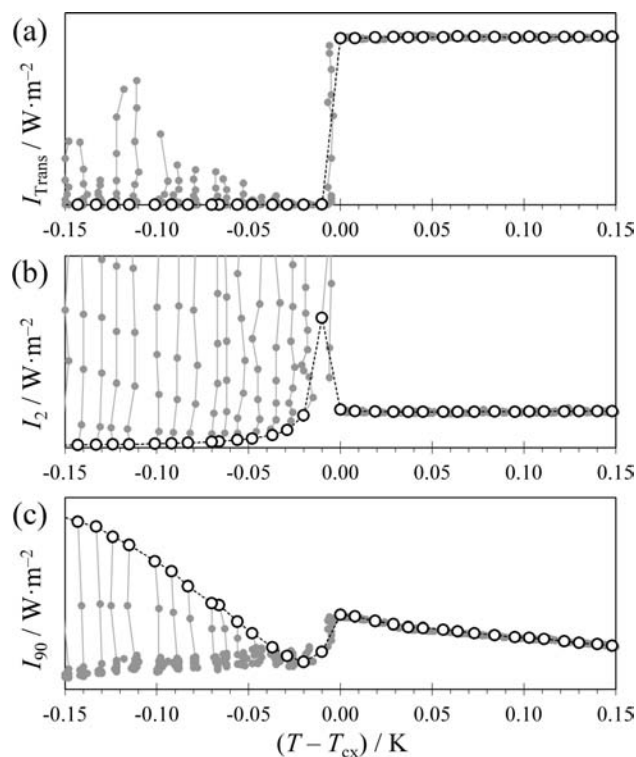 (a)
I_Trans / W·m⁻²
-0.15 -0.10 -0.05 0.00 0.05 0.10 0.15
(b)
I_2 / W·m⁻²
-0.15 -0.10 -0.05 0.00 0.05 0.10 0.15
(c)
I_90 / W·m⁻²
-0.15 -0.10 -0.05 0.00 0.05 0.10 0.15
(T – T_cx) / K